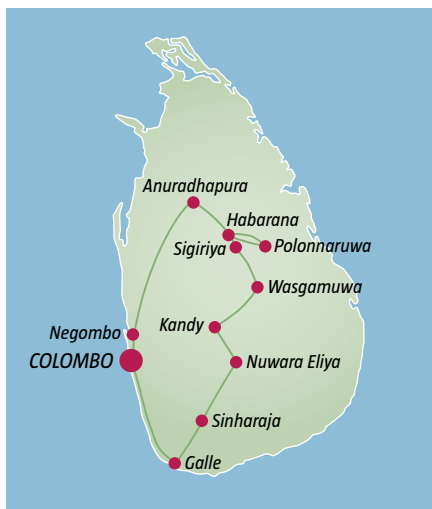 Anuradhapura
Habarana
Sigiriya
Polonnaruwa
Wasgamuwa
Kandy
Negombo
COLOMBO
Nuwara Eliya
Sinharaja
Galle